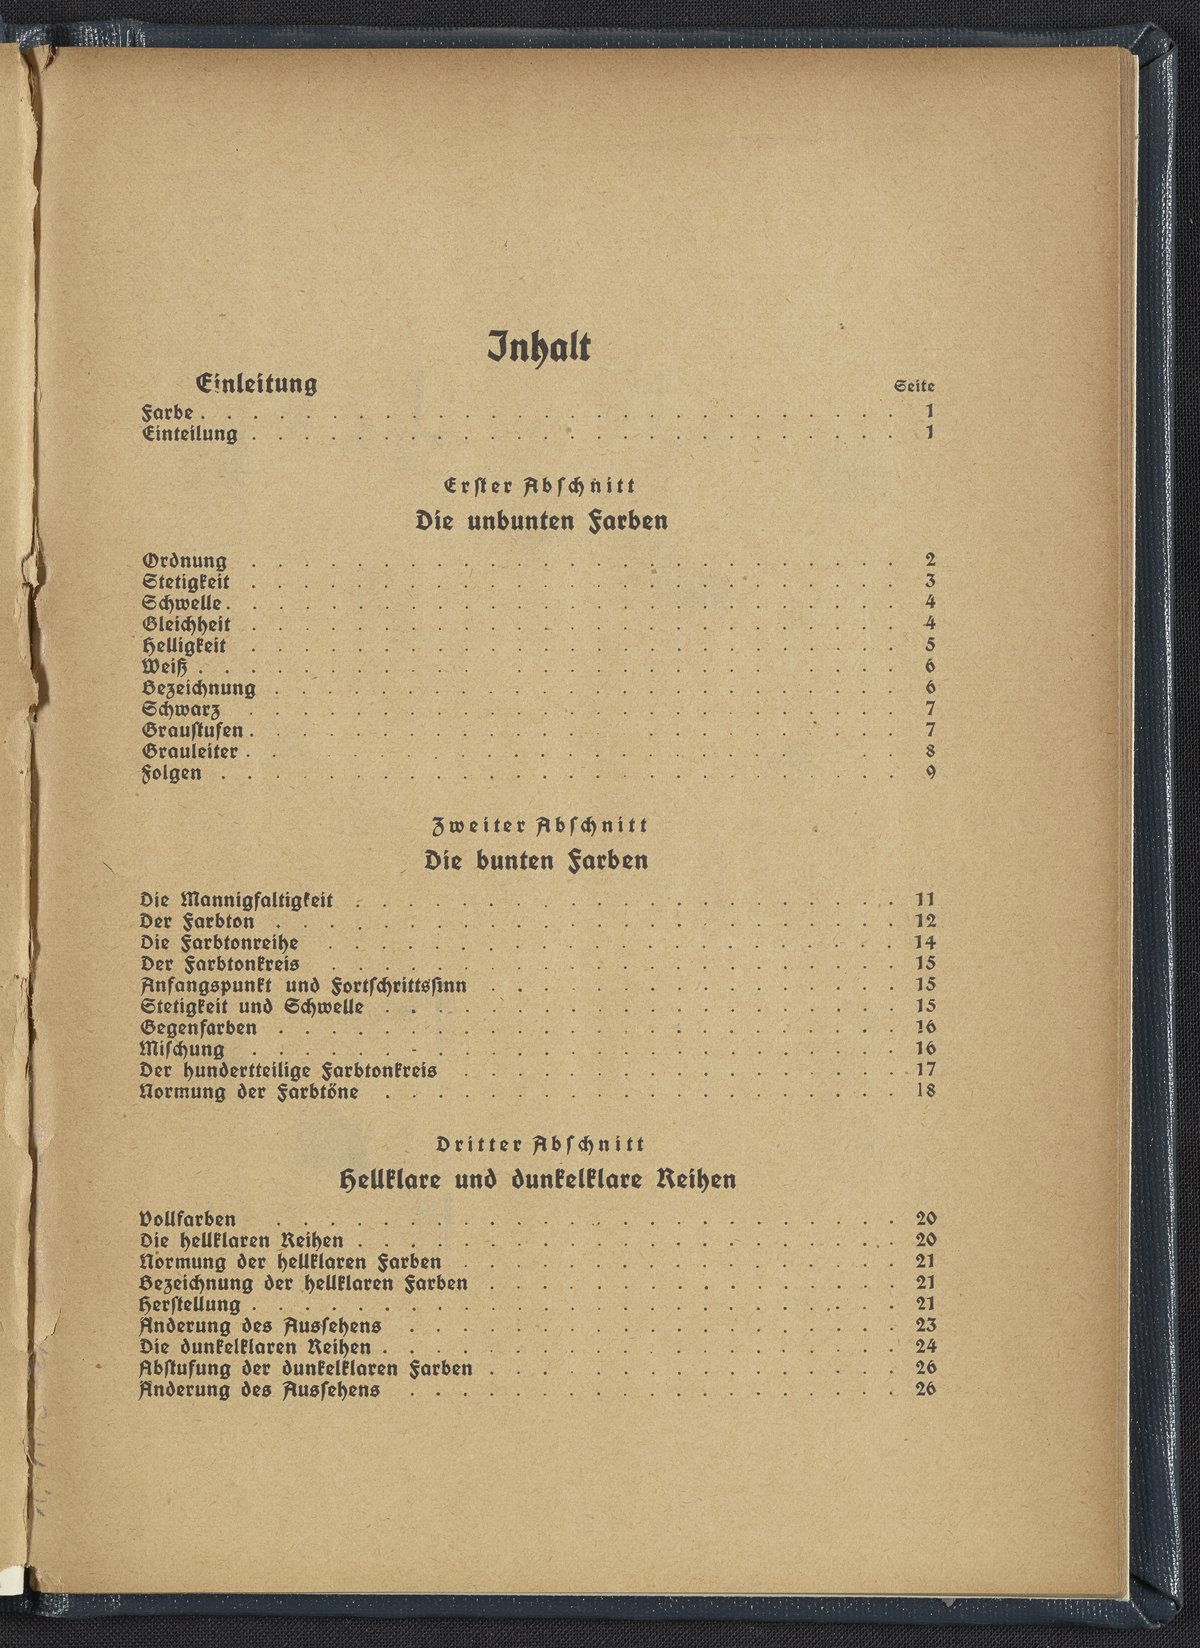 Inhalt
Einleitung Seite
Farbe . . . . . . . . . . . . . . . . . . . . . . . . . . . 1
Einteilung . . . . . . . . . . . . . . . . . . . . . . . . . 1
Erster Abschnitt
Die unbunten Farben
Ordnung . . . . . . . . . . . . . . . . . . . . . . . . . 2
Stetigkeit . . . . . . . . . . . . . . . . . . . . . . . . . 3
Schwelle . . . . . . . . . . . . . . . . . . . . . . . . . . 4
Gleichheit . . . . . . . . . . . . . . . . . . . . . . . . . 4
Helligkeit . . . . . . . . . . . . . . . . . . . . . . . . . 5
Weiß . . . . . . . . . . . . . . . . . . . . . . . . . . . 6
Bezeichnung . . . . . . . . . . . . . . . . . . . . . . . . 6
Schwarz . . . . . . . . . . . . . . . . . . . . . . . . . 7
Graustufen . . . . . . . . . . . . . . . . . . . . . . . . . 7
Grauleiter . . . . . . . . . . . . . . . . . . . . . . . . . 8
Folgen . . . . . . . . . . . . . . . . . . . . . . . . . . 9
Zweiter Abschnitt
Die bunten Farben
Die Mannigfaltigkeit . . . . . . . . . . . . . . . . . . . . . 11
Der Farbton . . . . . . . . . . . . . . . . . . . . . . . . 12
Die Farbtonreihe . . . . . . . . . . . . . . . . . . . . . . 14
Der Farbtonkreis . . . . . . . . . . . . . . . . . . . . . . 15
Anfangspunkt und Fortschrittssinn . . . . . . . . . . . . . . . . 15
Stetigkeit und Schwelle . . . . . . . . . . . . . . . . . . . . 15
Gegenfarben . . . . . . . . . . . . . . . . . . . . . . . . 16
Mischung . . . . . . . . . . . . . . . . . . . . . . . . . 16
Der hundertteilige Farbtonkreis . . . . . . . . . . . . . . . . . 17
Normung der Farbtöne . . . . . . . . . . . . . . . . . . . . 18
Dritter Abschnitt
Hellklare und dunkelklare Reihen
Vollfarben . . . . . . . . . . . . . . . . . . . . . . . . 20
Die hellklaren Reihen . . . . . . . . . . . . . . . . . . . . . 20
Normung der hellklaren Farben . . . . . . . . . . . . . . . . . 21
Bezeichnung der hellklaren Farben . . . . . . . . . . . . . . . . 21
Herstellung . . . . . . . . . . . . . . . . . . . . . . . . . 21
Änderung des Aussehens . . . . . . . . . . . . . . . . . . . 23
Die dunkelklaren Reihen . . . . . . . . . . . . . . . . . . . . 24
Abstufung der dunkelklaren Farben . . . . . . . . . . . . . . . . 26
Änderung des Aussehens . . . . . . . . . . . . . . . . . . . 26